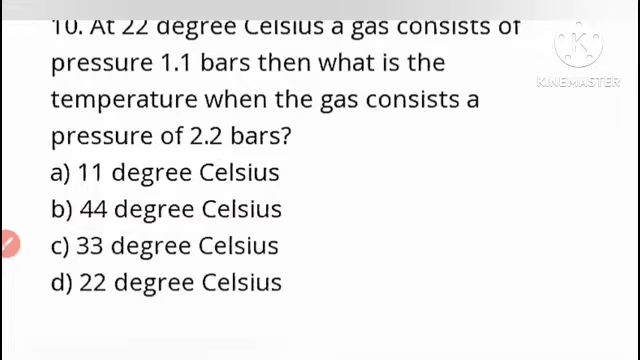 10. At 22 degree Celsius a gas consists of
pressure 1.1 bars then what is the
temperature when the gas consists a
pressure of 2.2 bars?
a) 11 degree Celsius
b) 44 degree Celsius
c) 33 degree Celsius
d) 22 degree Celsius
K
KINEMASTER